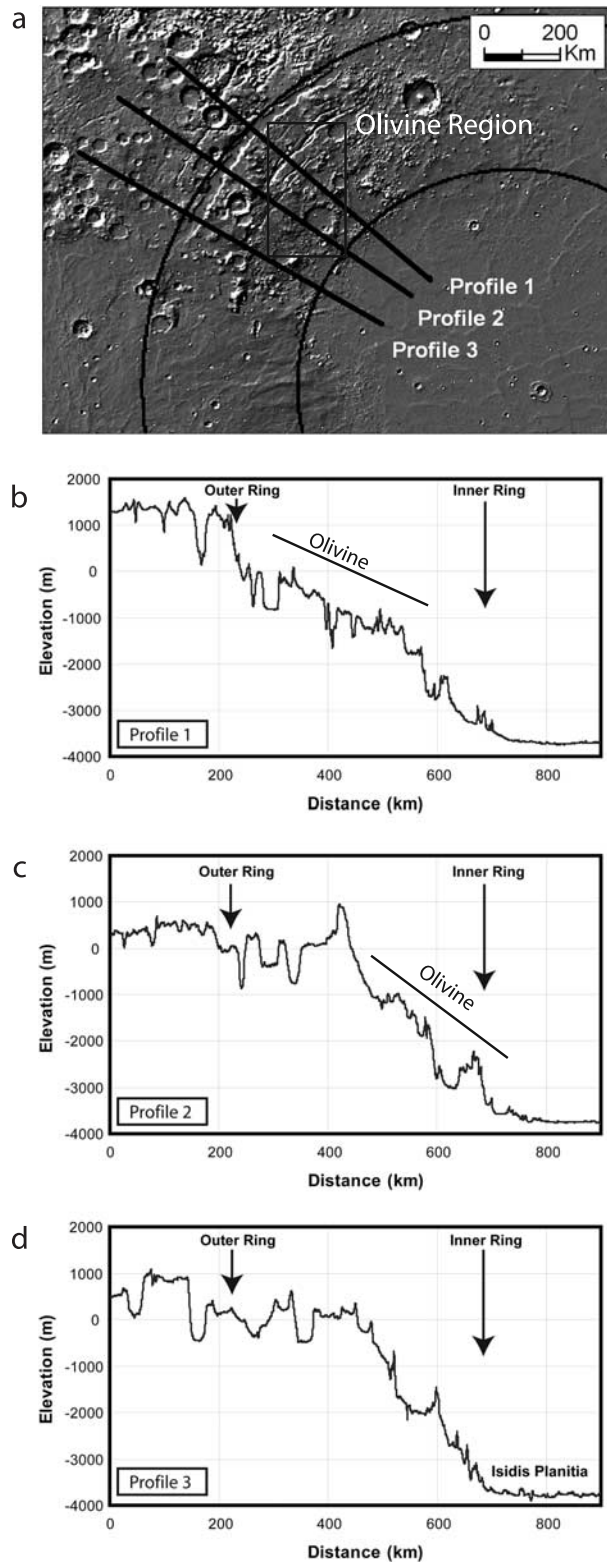 a
0 200
Km
Olivine Region
Profile 1
Profile 2
Profile 3
b
2000
1000
0
-1000
-2000
-3000
-4000
Elevation (m)
Outer Ring
Inner Ring
Olivine
Profile 1
0 200 400 600 800
Distance (km)
c
2000
1000
0
-1000
-2000
-3000
-4000
Elevation (m)
Outer Ring
Inner Ring
Olivine
Profile 2
0 200 400 600 800
Distance (km)
d
2000
1000
0
-1000
-2000
-3000
-4000
Elevation (m)
Outer Ring
Inner Ring
Isidis Planitia
Profile 3
0 200 400 600 800
Distance (km)